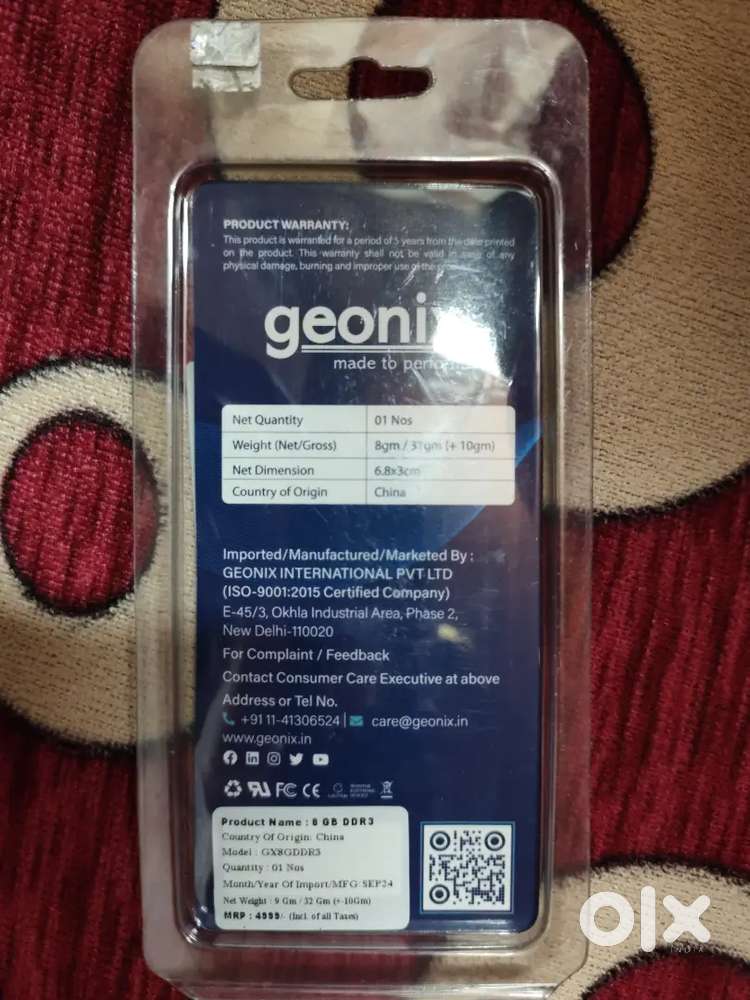 PRODUCT WARRANTY:
This product is warranted for a period of 5 years from the date printed
on the product. This warranty shall not be valid in case of any
physical damage, burning and improper use of the product.
geonix
made to perform
Net Quantity 01 Nos
Weight (Net/Gross) 8gm / 31gm (+ 10gm)
Net Dimension 6.8x3cm
Country of Origin China
Imported/Manufactured/Marketed By :
GEONIX INTERNATIONAL PVT LTD
(ISO-9001:2015 Certified Company)
E-45/3, Okhla Industrial Area, Phase 2,
New Delhi-110020
For Complaint / Feedback
Contact Consumer Care Executive at above
Address or Tel No.
+91 11-41306524 | care@geonix.in
www.geonix.in
FC CE
Product Name : 8 GB DDR3
Country Of Origin: China
Model : GX8GDDR3
Quantity : 01 Nos
Month/Year Of Import/MFG: SEP24
Net Weight : 9 Gm / 32 Gm (+-10Gm)
MRP : 4999/- (Incl. of all Taxes)
olx